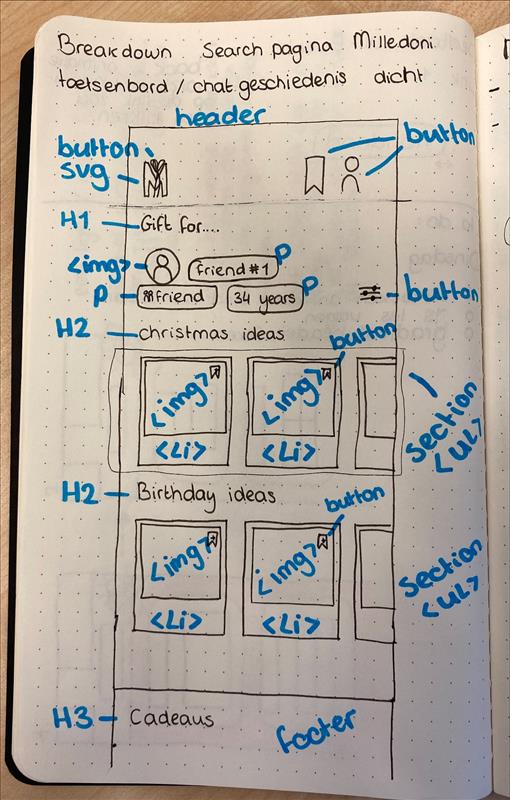 Breakdown Search pagina Milledoni
toetsenbord / chat.geschiedenis dicht
header
button
button
svg
H1 Gift for....
<img> friend #1 P
P friend 34 years P
button
H2 christmas ideas
button
<img> <img>
section
<ul>
<Li> <Li>
H2 Birthday ideas
button
<img> <img>
section
<ul>
<Li> <Li>
H3 Cadeaus
footer